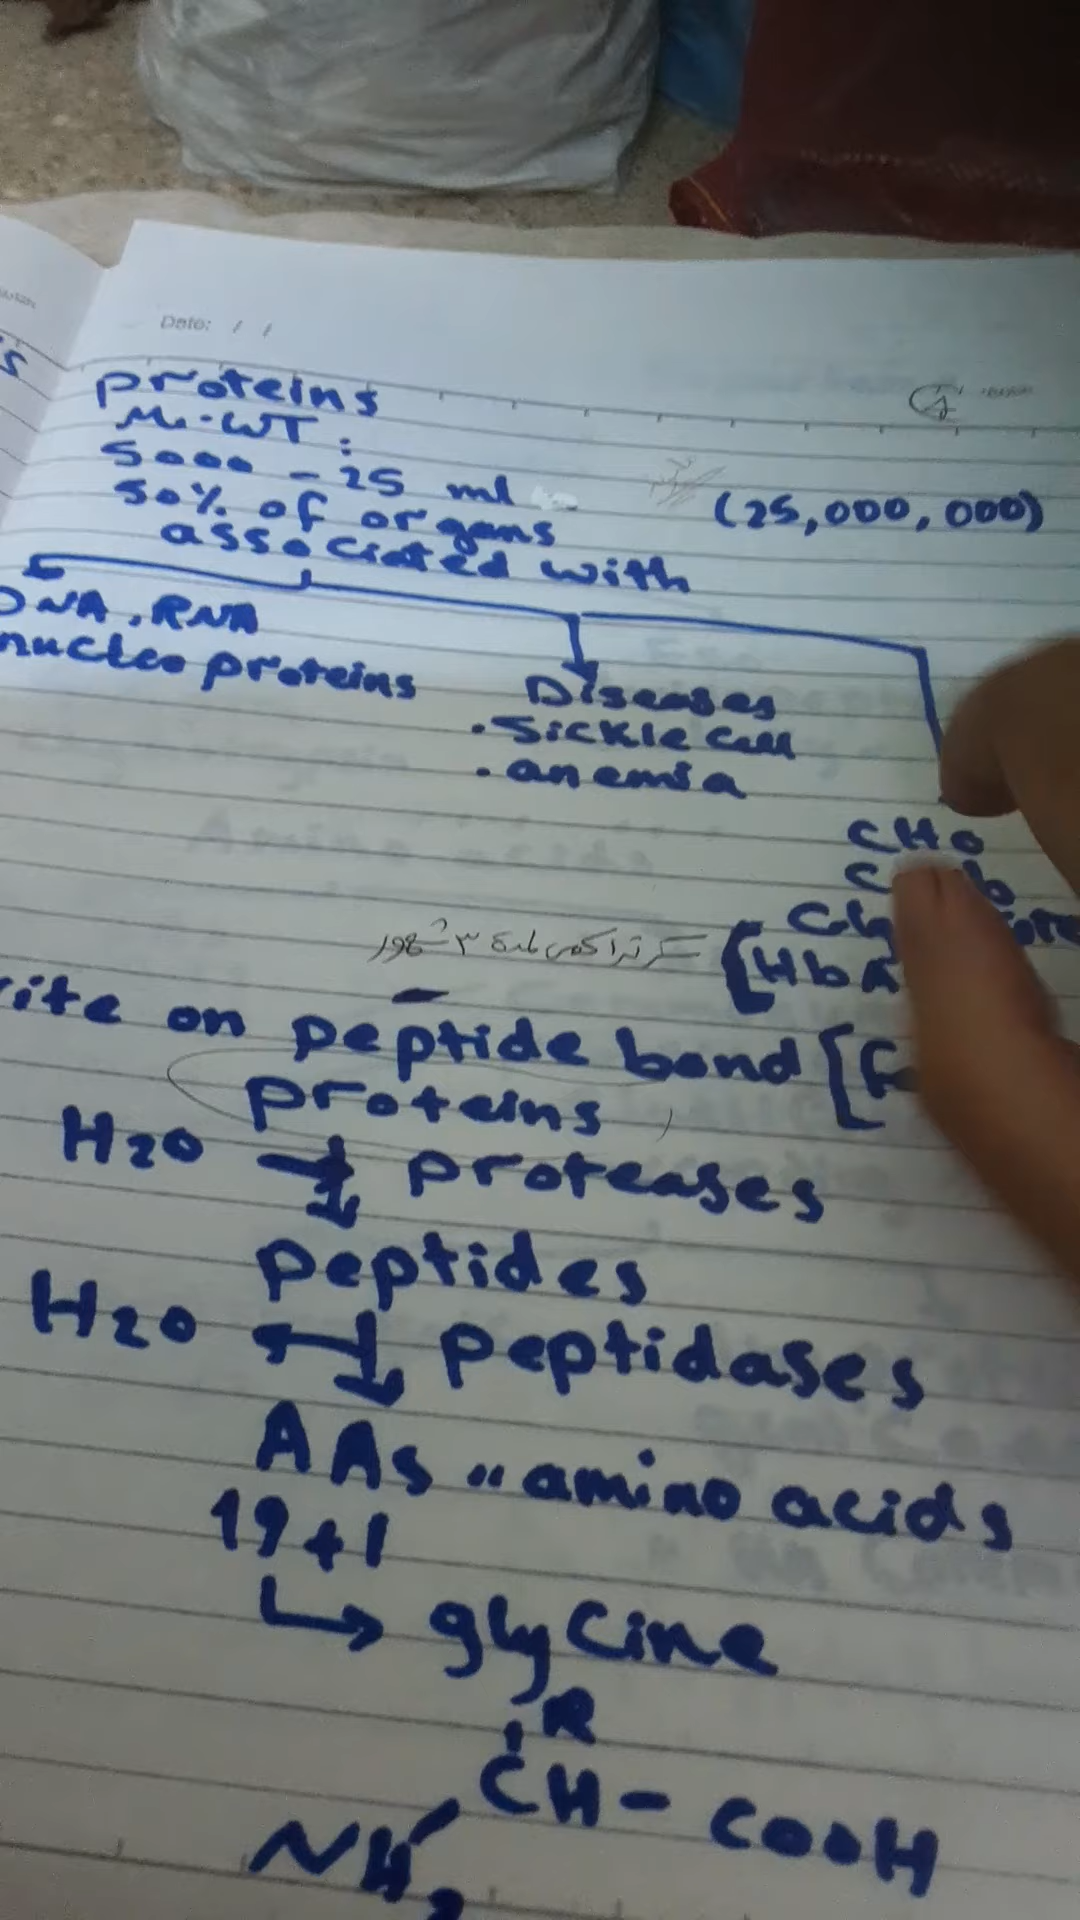 Date: / /
proteins
M.WT:
5000 - 25 ml (25,000,000)
50% of organs
associated with
DNA, RNA
nucleo proteins
Diseases
. Sickle Cell
. anemia
CHO
[HbA
on peptide bond [
proteins
H2O proteases
peptides
H2O peptidases
AAs " amino acids
19+1
glycine
R
CH - COOH
NH2